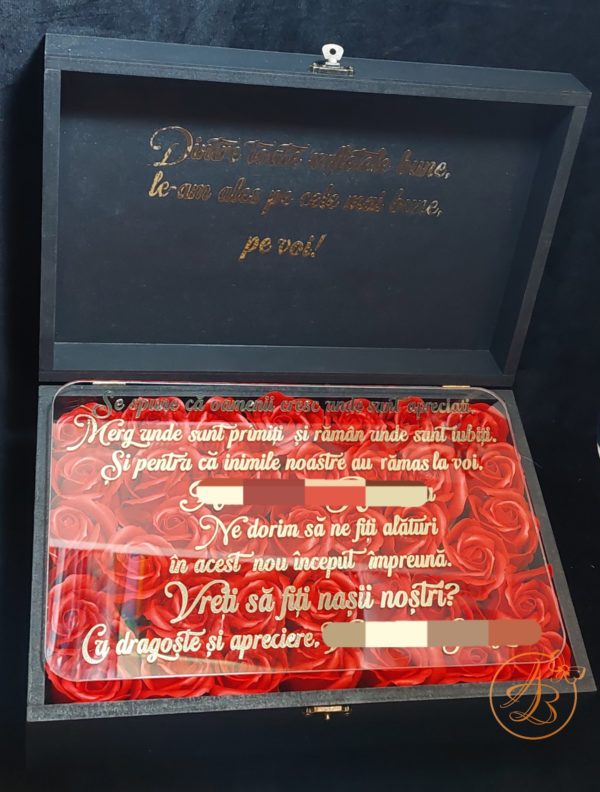 Dintre toate sufletele bune,
le-am ales pe cele mai bune,
pe voi!
Se spune că oamenii cresc unde sunt apreciați.
Merg unde sunt primiți și rămân unde sunt iubiți.
Și pentru că inimile noastre au rămas la voi.
Ne dorim să ne fiți alături
în acest nou început împreună.
Vreti să fiți nașii noștri?
Cu dragoste și apreciere,
AB